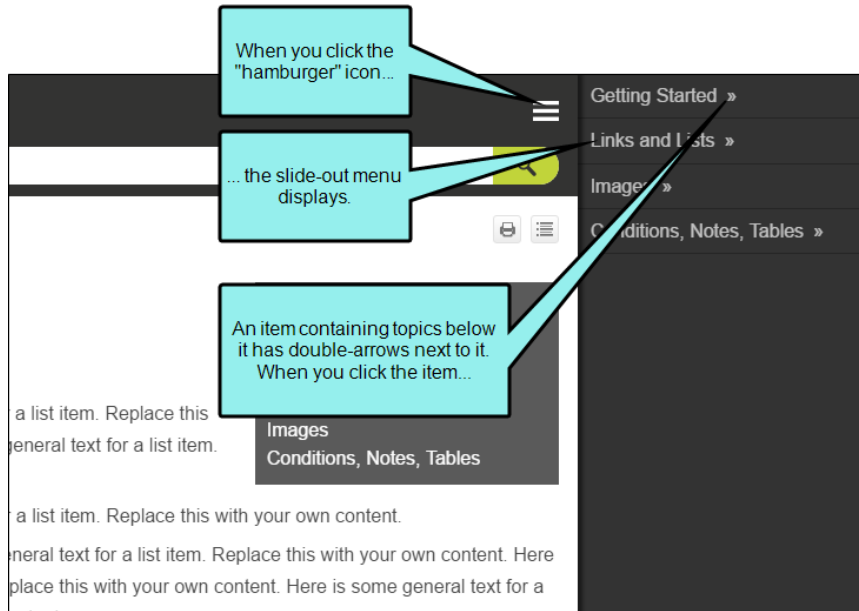 When you click the
"hamburger" icon...
Getting Started »
Links and Lists »
... the slide-out menu
displays.
Images »
Conditions, Notes, Tables »
An item containing topics below
it has double-arrows next to it.
When you click the item...
r a list item. Replace this
general text for a list item.
Images
Conditions, Notes, Tables
r a list item. Replace this with your own content.
eneral text for a list item. Replace this with your own content. Here
place this with your own content. Here is some general text for a